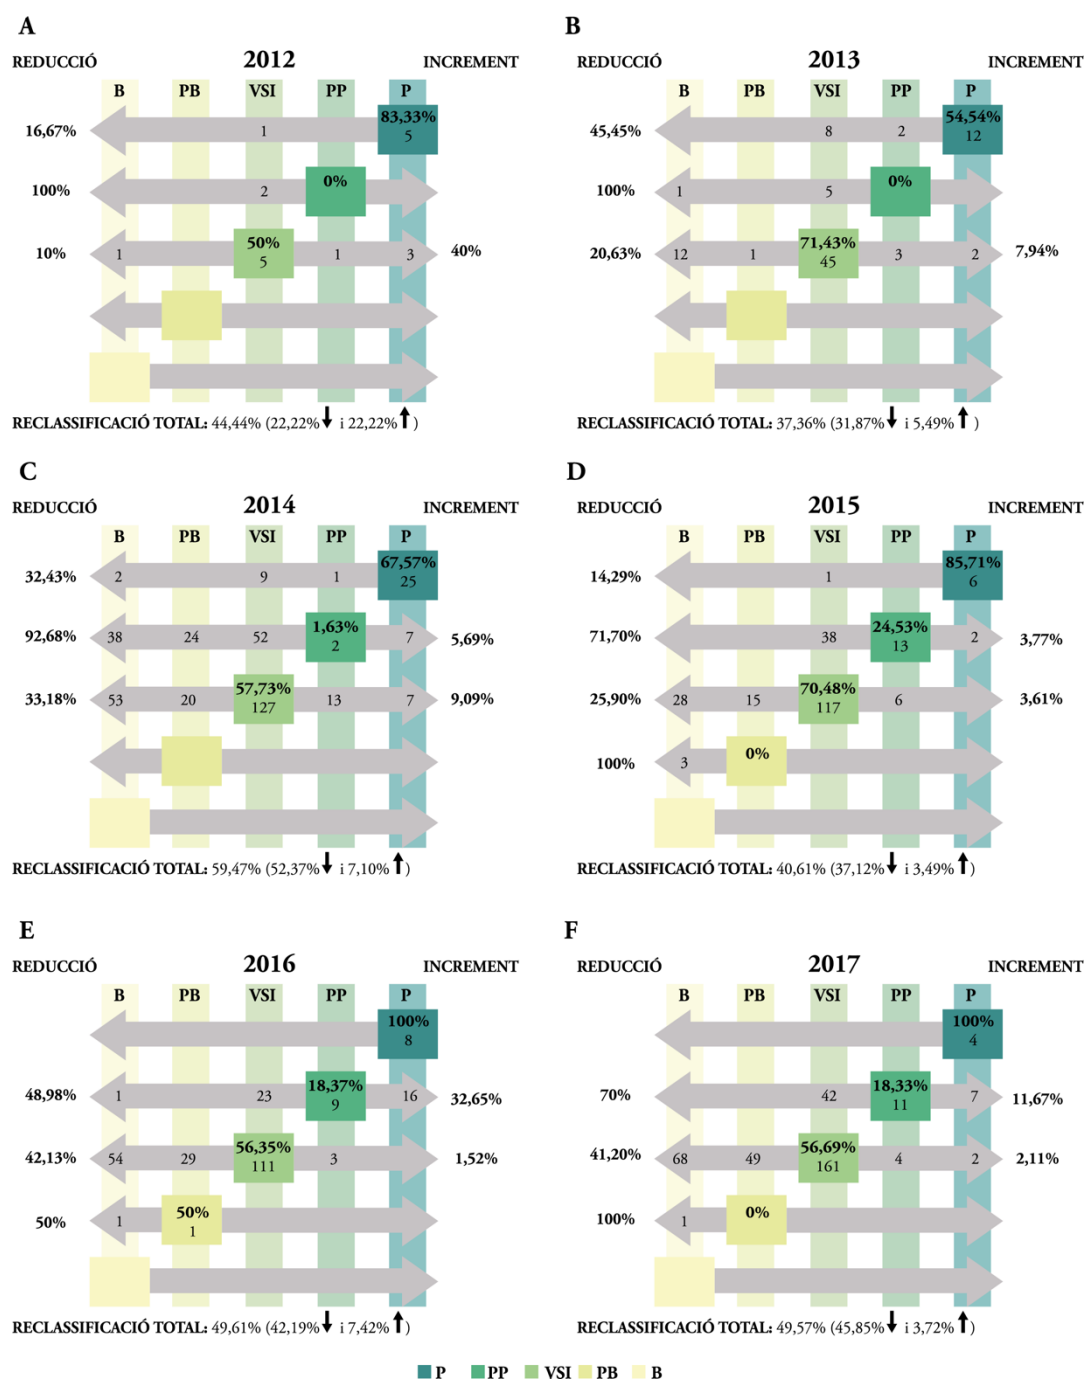 A
REDUCCIÓ 2012 INCREMENT
B PB VSI PP P
16,67% 1 83,33% 5
100% 2 0%
10% 1 50% 5 1 3 40%
RECLASSIFICACIÓ TOTAL: 44,44% (22,22% i 22,22% )
B
REDUCCIÓ 2013 INCREMENT
B PB VSI PP P
45,45% 8 2 54,54% 12
100% 1 5 0%
20,63% 12 1 71,43% 45 3 2 7,94%
RECLASSIFICACIÓ TOTAL: 37,36% (31,87% i 5,49% )
C
REDUCCIÓ 2014 INCREMENT
B PB VSI PP P
32,43% 2 9 1 67,57% 25
92,68% 38 24 52 1,63% 2 7 5,69%
33,18% 53 20 57,73% 127 13 7 9,09%
RECLASSIFICACIÓ TOTAL: 59,47% (52,37% i 7,10% )
D
REDUCCIÓ 2015 INCREMENT
B PB VSI PP P
14,29% 1 85,71% 6
71,70% 38 24,53% 13 2 3,77%
25,90% 28 15 70,48% 117 6 3,61%
100% 3 0%
RECLASSIFICACIÓ TOTAL: 40,61% (37,12% i 3,49% )
E
REDUCCIÓ 2016 INCREMENT
B PB VSI PP P
100% 8
48,98% 1 23 18,37% 9 16 32,65%
42,13% 54 29 56,35% 111 3 1,52%
50% 1 50% 1
RECLASSIFICACIÓ TOTAL: 49,61% (42,19% i 7,42% )
F
REDUCCIÓ 2017 INCREMENT
B PB VSI PP P
100% 4
70% 42 18,33% 11 7 11,67%
41,20% 68 49 56,69% 161 4 2 2,11%
100% 1 0%
RECLASSIFICACIÓ TOTAL: 49,57% (45,85% i 3,72% )
P PP VSI PB B